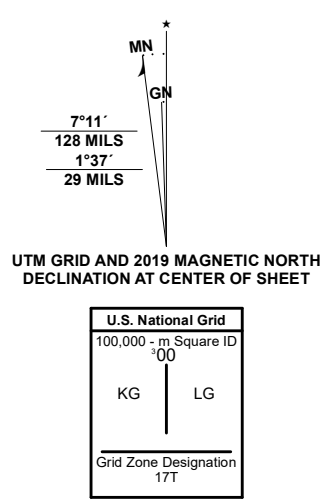 ★
MN
GN
7°11´
128 MILS
1°37´
29 MILS
UTM GRID AND 2019 MAGNETIC NORTH
DECLINATION AT CENTER OF SHEET
U.S. National Grid
100,000 - m Square ID
³00
KG LG
Grid Zone Designation
17T